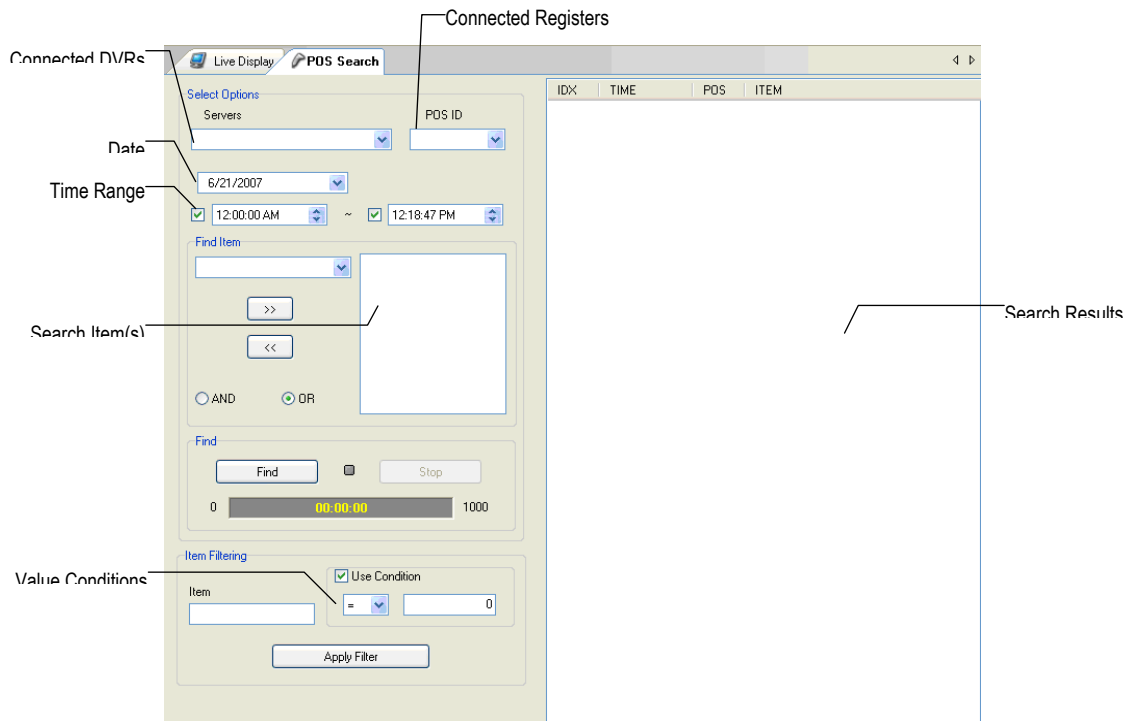 Connected Registers
Connected DVRs
Live Display
POS Search
Select Options
Servers
POS ID
IDX
TIME
POS
ITEM
Date
6/21/2007
Time Range
12:00:00 AM
~
12:18:47 PM
Find Item
>>
<<
Search Item(s)
Search Results
AND
OR
Find
Find
Stop
0
00:00:00
1000
Item Filtering
Value Conditions
Use Condition
Item
=
0
Apply Filter